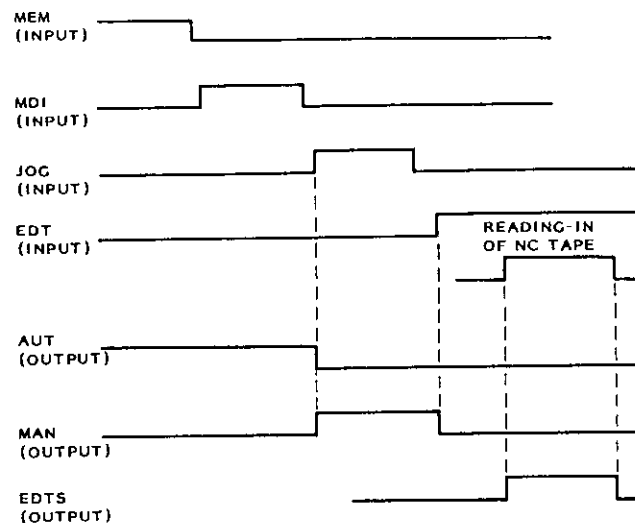 MEM
(INPUT)
MDI
(INPUT)
JOG
(INPUT)
EDT
(INPUT)
READING-IN
OF NC TAPE
AUT
(OUTPUT)
MAN
(OUTPUT)
EDTS
(OUTPUT)